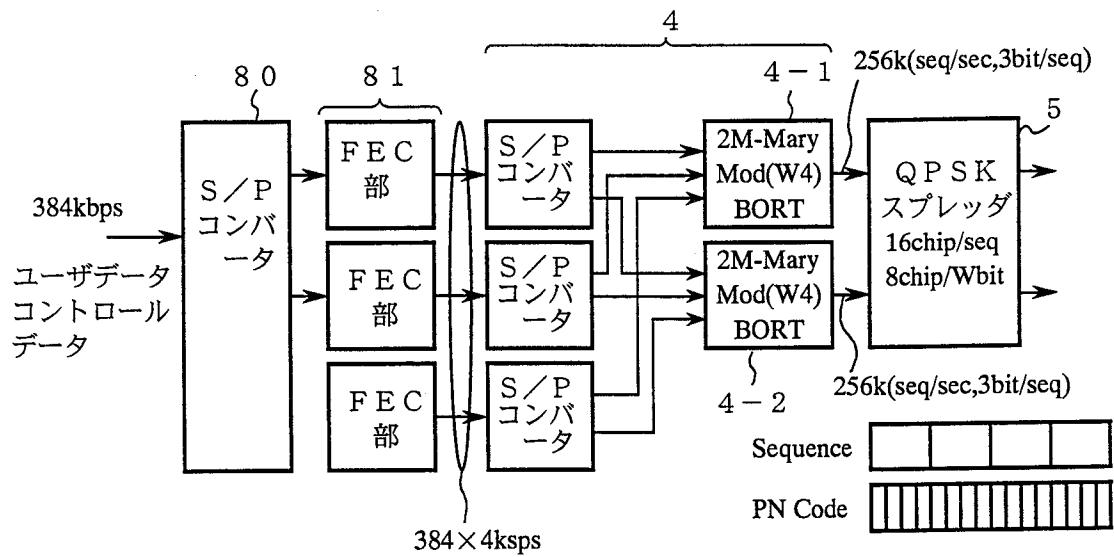 4
80
81
4-1
256k(seq/sec,3bit/seq)
5
S/P
コンバ
ータ
FEC
部
S/P
コンバ
ータ
2M-Mary
Mod(W4)
BORT
QPSK
スプレッダ
16chip/seq
8chip/Wbit
384kbps
ユーザデータ
コントロール
データ
FEC
部
S/P
コンバ
ータ
2M-Mary
Mod(W4)
BORT
FEC
部
S/P
コンバ
ータ
4-2
256k(seq/sec,3bit/seq)
Sequence
PN Code
384×4ksps